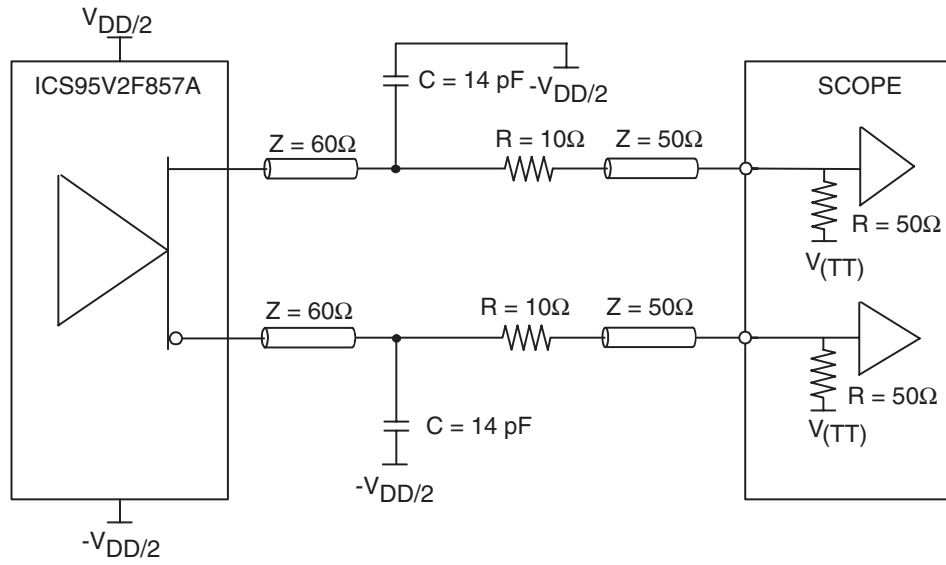 VDD/2
ICS95V2F857A
C = 14 pF
-VDD/2
SCOPE
Z = 60Ω
R = 10Ω
Z = 50Ω
R = 50Ω
V(TT)
Z = 60Ω
R = 10Ω
Z = 50Ω
R = 50Ω
V(TT)
C = 14 pF
-VDD/2
-VDD/2